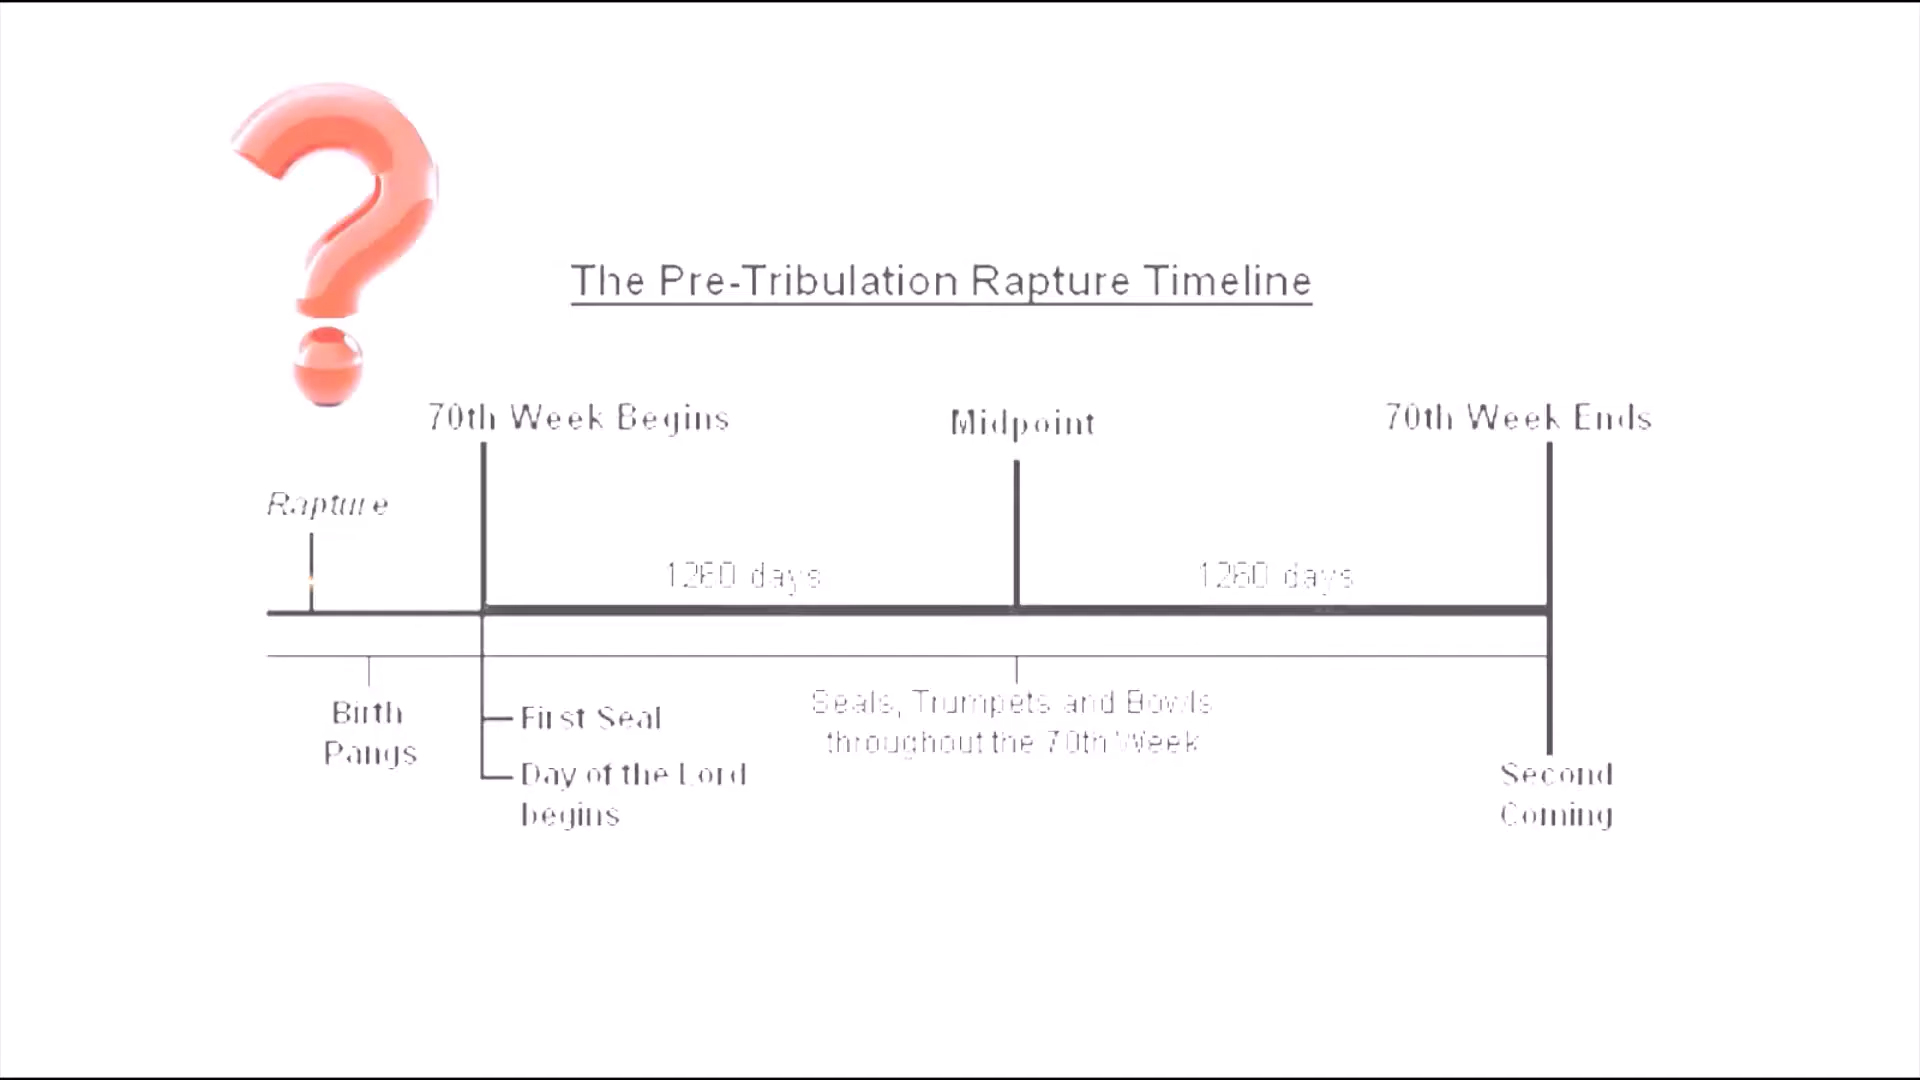 ?
The Pre-Tribulation Rapture Timeline
70th Week Begins
Midpoint
70th Week Ends
Rapture
1260 days
1260 days
Birth
Pangs
First Seal
Day of the Lord
begins
Seals, Trumpets and Bowls
throughout the 70th Week
Second
Coming